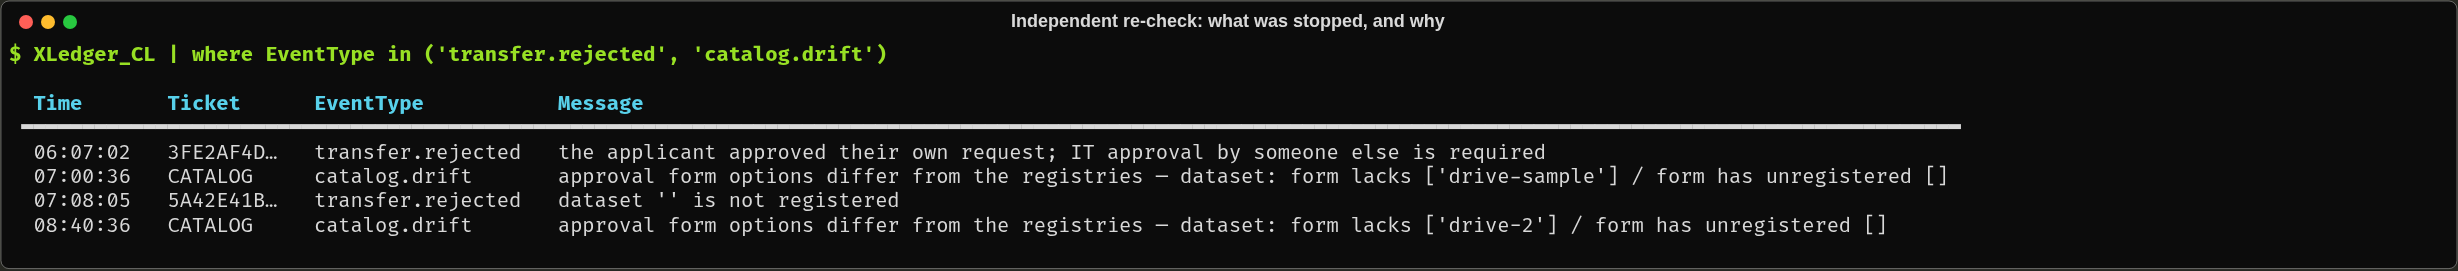 Independent re-check: what was stopped, and why
$ XLedger_CL | where EventType in ('transfer.rejected', 'catalog.drift')
Time Ticket EventType Message
06:07:02 3FE2AF4D… transfer.rejected the applicant approved their own request; IT approval by someone else is required
07:00:36 CATALOG catalog.drift approval form options differ from the registries — dataset: form lacks ['drive-sample'] / form has unregistered []
07:08:05 5A42E41B… transfer.rejected dataset '' is not registered
08:40:36 CATALOG catalog.drift approval form options differ from the registries — dataset: form lacks ['drive-2'] / form has unregistered []